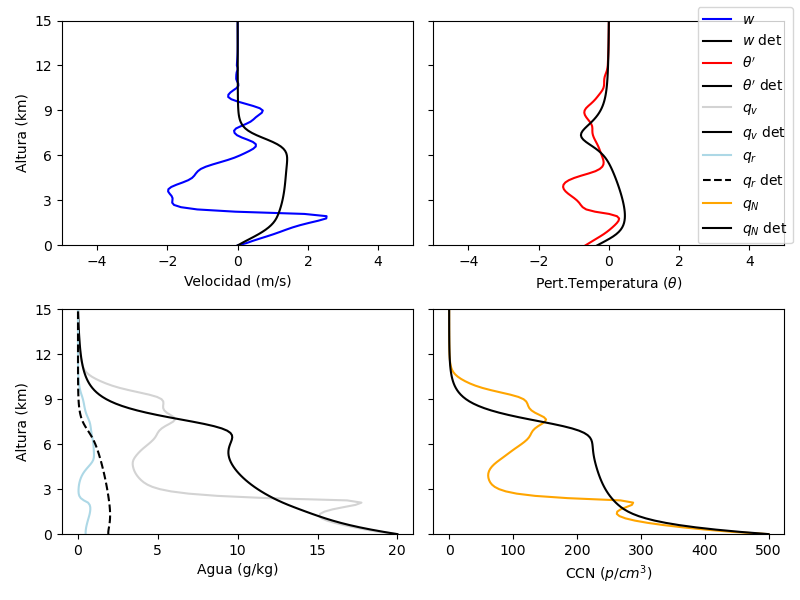 15
12
9
6
3
0
Altura (km)
−4
−2
0
2
4
Velocidad (m/s)
−4
−2
0
2
4
Pert.Temperatura (θ)
w
w det
θ′
θ′ det
q_v
q_v det
q_r
q_r det
q_N
q_N det
15
12
9
6
3
0
Altura (km)
0
5
10
15
20
Agua (g/kg)
0
100
200
300
400
500
CCN (p/cm³)